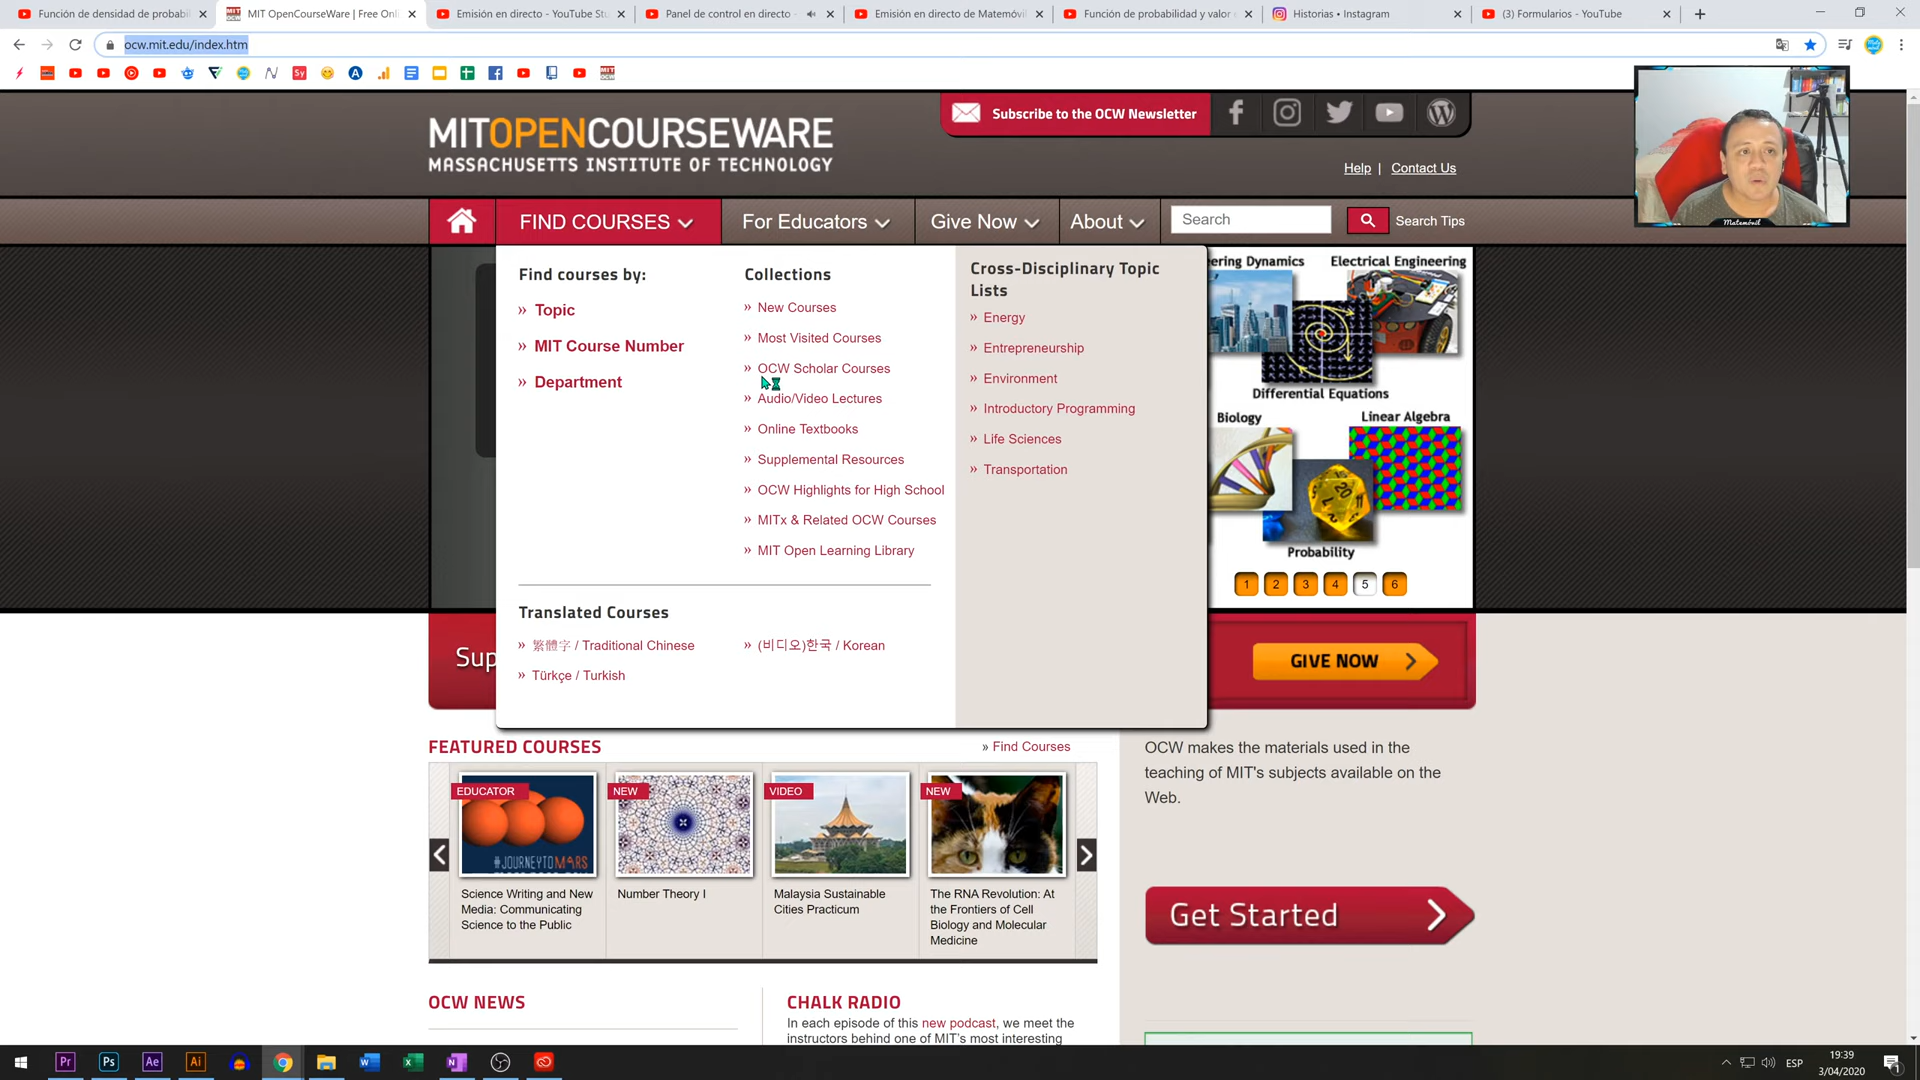 Función de densidad de probabil
MIT OpenCourseWare | Free Onli
Emisión en directo - YouTube Stu
Panel de control en directo -
Emisión en directo de Matemóvi
Función de probabilidad y valor e
Historias • Instagram
(3) Formularios - YouTube
ocw.mit.edu/index.htm
MITOPENCOURSEWARE
MASSACHUSETTS INSTITUTE OF TECHNOLOGY
Subscribe to the OCW Newsletter
Help | Contact Us
Matemóvil
FIND COURSES
For Educators
Give Now
About
Search
Search Tips
Find courses by:
» Topic
» MIT Course Number
» Department
Collections
» New Courses
» Most Visited Courses
» OCW Scholar Courses
» Audio/Video Lectures
» Online Textbooks
» Supplemental Resources
» OCW Highlights for High School
» MITx & Related OCW Courses
» MIT Open Learning Library
Cross-Disciplinary Topic
Lists
» Energy
» Entrepreneurship
» Environment
» Introductory Programming
» Life Sciences
» Transportation
Translated Courses
» 繁體字 / Traditional Chinese
» (비디오)한국 / Korean
» Türkçe / Turkish
ering Dynamics
Electrical Engineering
Differential Equations
Biology
Linear Algebra
Probability
1 2 3 4 5 6
Sup
GIVE NOW
FEATURED COURSES
» Find Courses
EDUCATOR
#JOURNEYTOMARS
Science Writing and New
Media: Communicating
Science to the Public
NEW
Number Theory I
VIDEO
Malaysia Sustainable
Cities Practicum
NEW
The RNA Revolution: At
the Frontiers of Cell
Biology and Molecular
Medicine
OCW makes the materials used in the
teaching of MIT's subjects available on the
Web.
Get Started
OCW NEWS
CHALK RADIO
In each episode of this new podcast, we meet the
instructors behind one of MIT's most interesting
ESP
19:39
3/04/2020